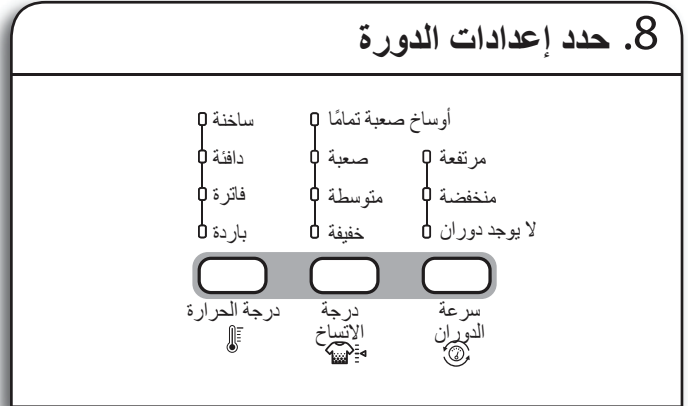 8. حدد إعدادات الدورة
أوساخ صعبة تمامًا
ساخنة
مرتفعة
صعبة
دافئة
منخفضة
متوسطة
فاترة
لا يوجد دوران
خفيفة
باردة
سرعة
الدوران
درجة
الاتساخ
درجة الحرارة